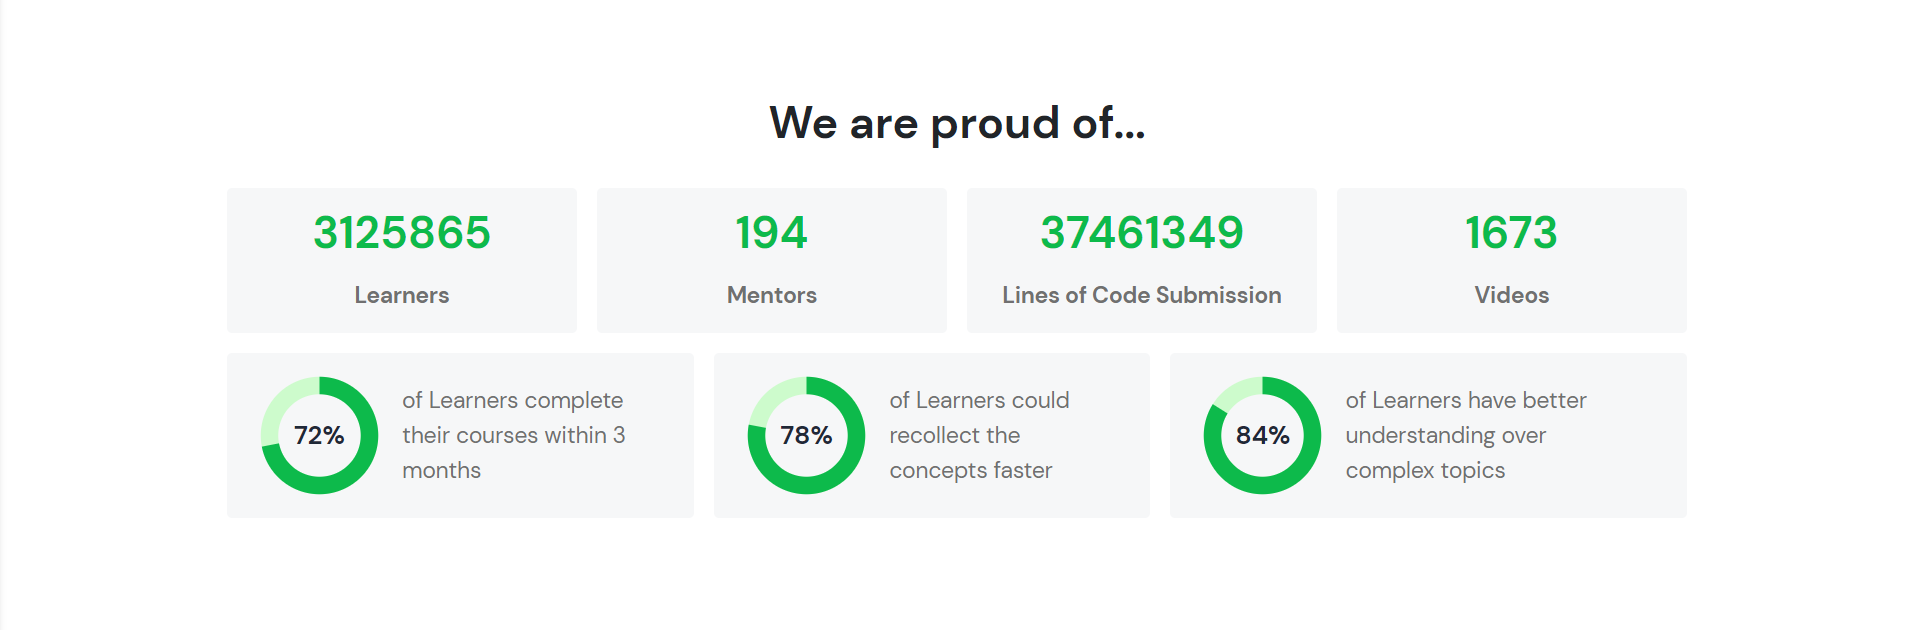 We are proud of...
3125865
Learners
194
Mentors
37461349
Lines of Code Submission
1673
Videos
72%
of Learners complete
their courses within 3
months
78%
of Learners could
recollect the
concepts faster
84%
of Learners have better
understanding over
complex topics